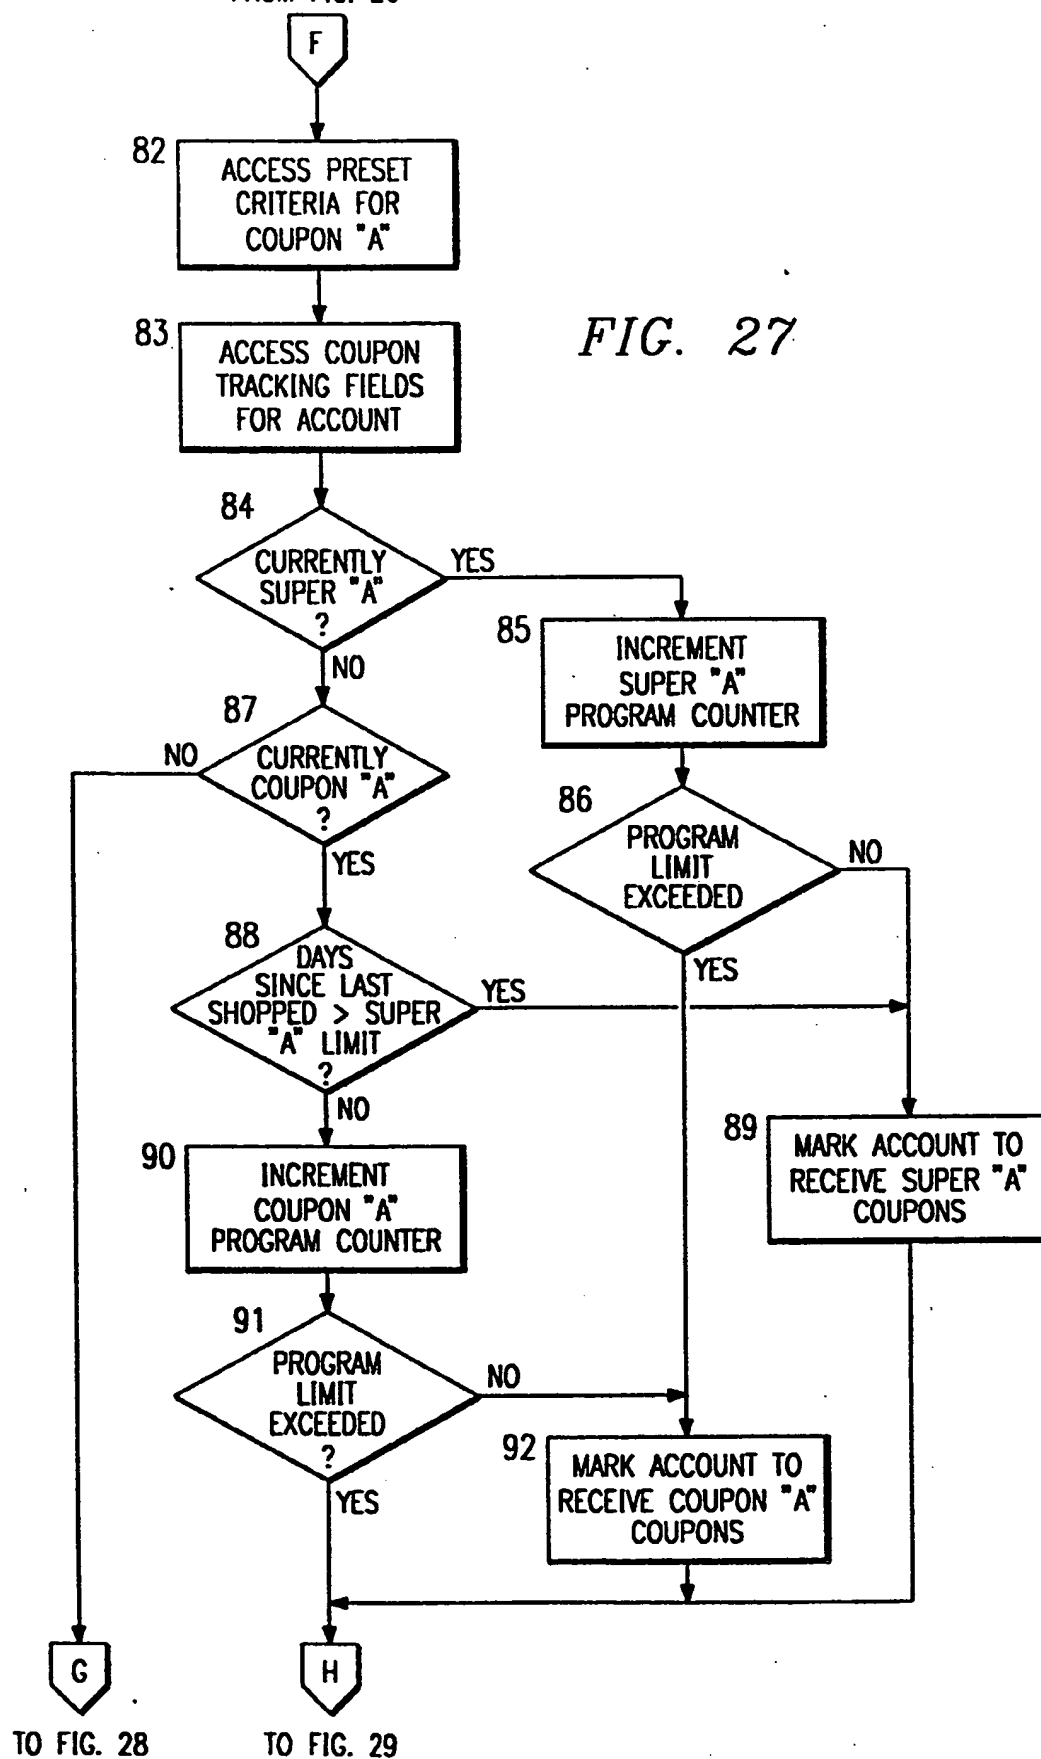 F
82
ACCESS PRESET
CRITERIA FOR
COUPON "A"
83
ACCESS COUPON
TRACKING FIELDS
FOR ACCOUNT
FIG. 27
84
CURRENTLY
SUPER "A"
?
YES
NO
85
INCREMENT
SUPER "A"
PROGRAM COUNTER
87
CURRENTLY
COUPON "A"
?
NO
YES
86
PROGRAM
LIMIT
EXCEEDED
NO
YES
88
DAYS
SINCE LAST
SHOPPED > SUPER
"A" LIMIT
?
YES
NO
89
MARK ACCOUNT TO
RECEIVE SUPER "A"
COUPONS
90
INCREMENT
COUPON "A"
PROGRAM COUNTER
91
PROGRAM
LIMIT
EXCEEDED
?
NO
YES
92
MARK ACCOUNT TO
RECEIVE COUPON "A"
COUPONS
G
H
TO FIG. 28
TO FIG. 29